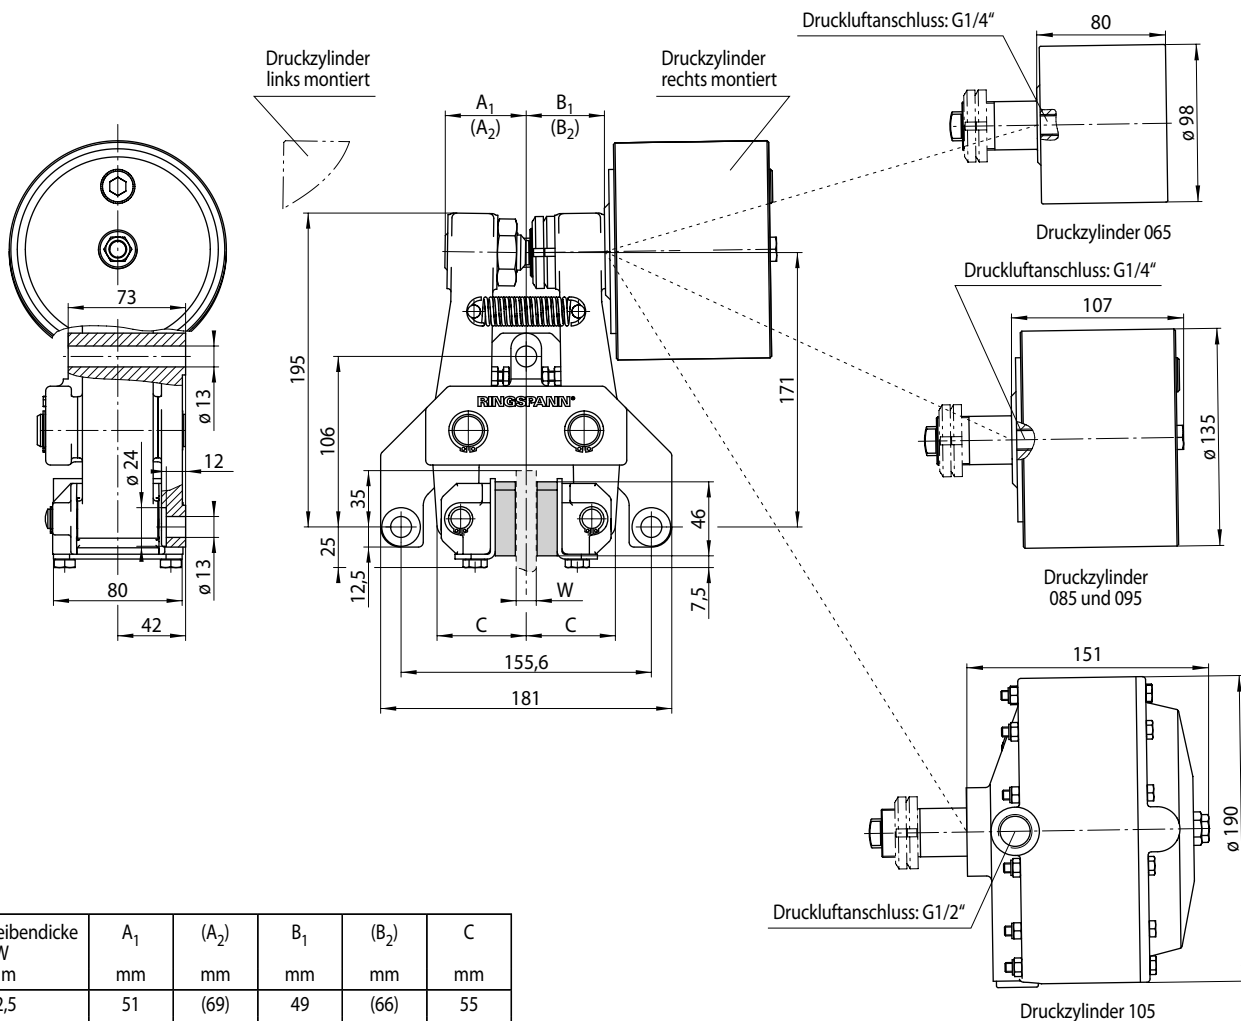 Druckluftanschluss: G1/4“
80
Druckzylinder
links montiert
Druckzylinder
rechts montiert
A1
(A2)
B1
(B2)
ø 98
Druckzylinder 065
Druckluftanschluss: G1/4“
107
73
195
171
ø 13
106
RINGSPANN®
ø 135
ø 24
12
35
46
25
12,5
ø 13
W
7,5
Druckzylinder
085 und 095
80
42
C
C
155,6
181
151
ø 190
Druckluftanschluss: G1/2“
Druckzylinder 105
eibendicke A1 (A2) B1 (B2) C
mm mm mm mm mm
2,5 51 (69) 49 (66) 55